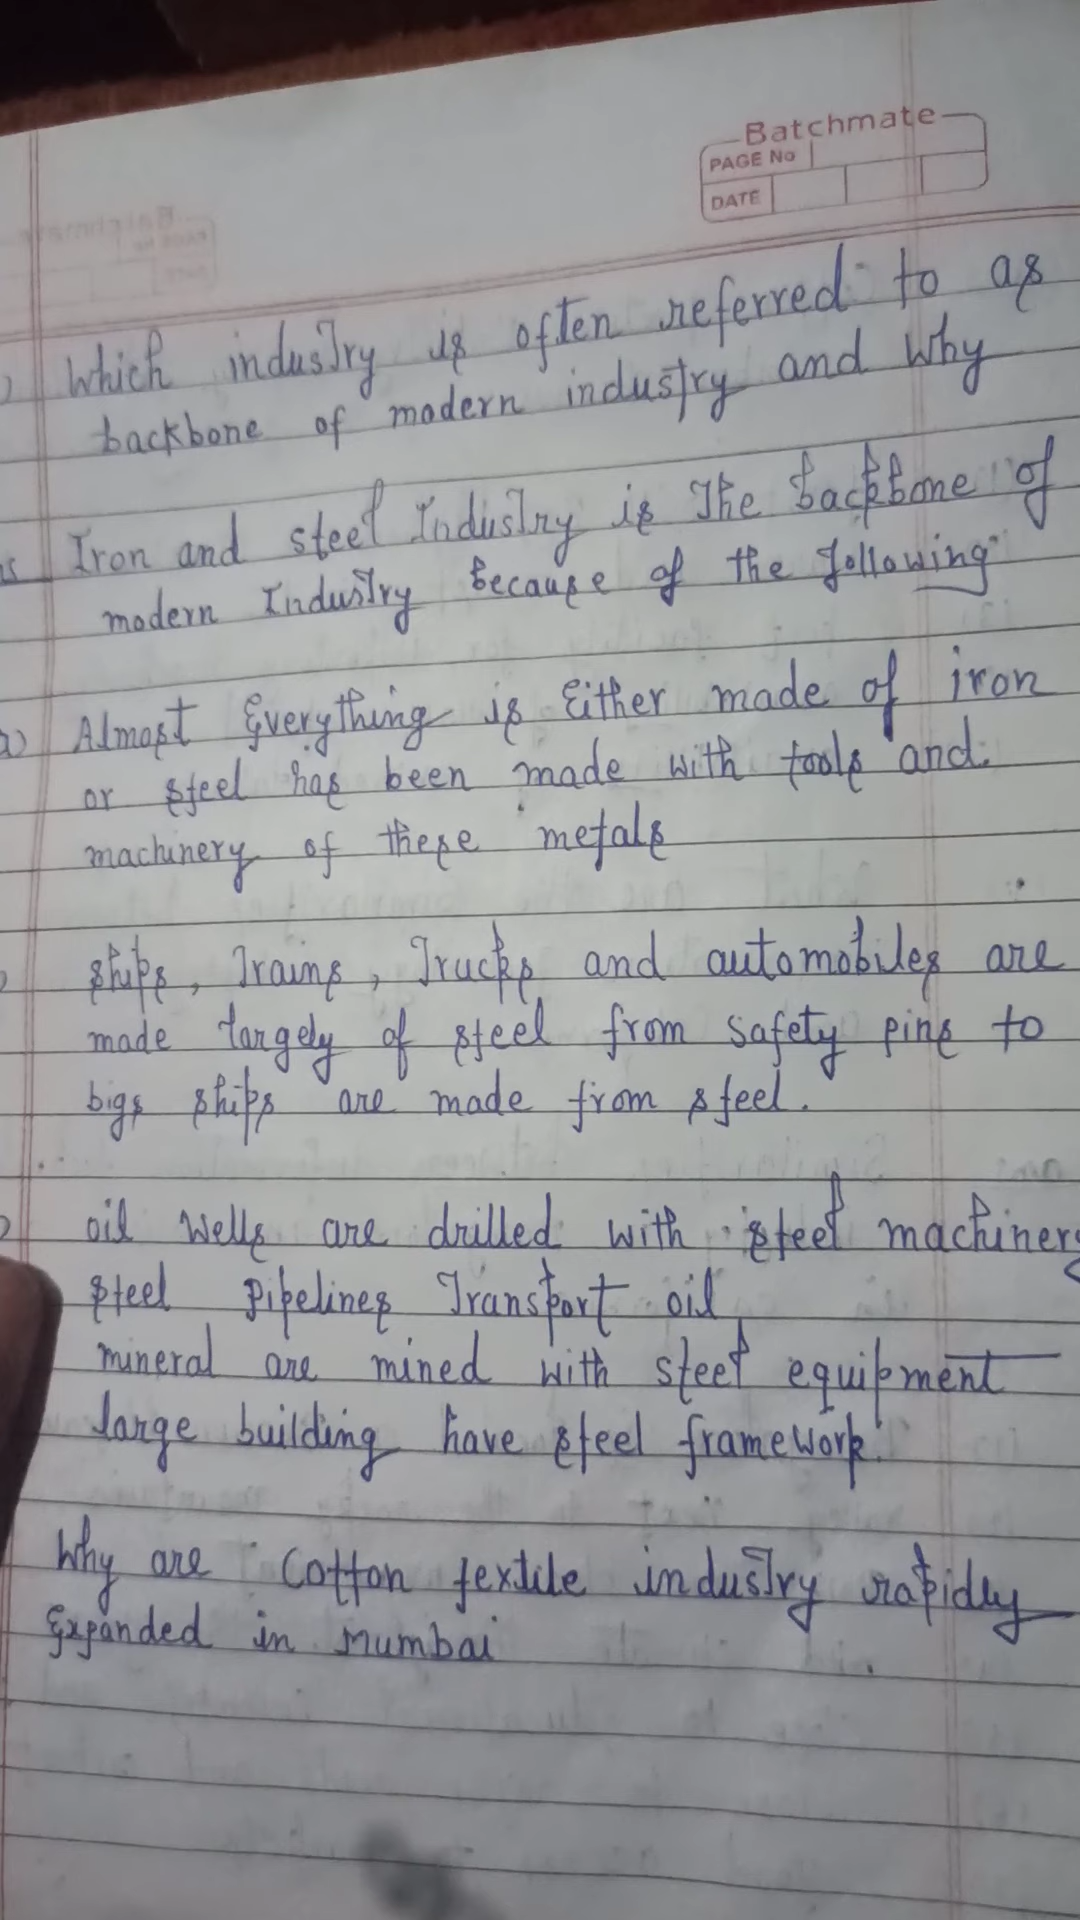 Batchmate
PAGE No
DATE
Which industry is often referred to as
backbone of modern industry and why
Iron and steel Industry is The backbone of
modern Industry because of the following
Almost Everything is Either made of iron
or steel has been made with tools and
machinery of these metals
ships, Trains, Trucks and automobiles are
made largely of steel from safety pins to
bigs ships are made from steel.
oil wells are drilled with steel machinery
steel pipelines Transport oil
mineral are mined with steel equipment
large building have steel framework
Why are cotton textile industry rapidly
Expanded in Mumbai